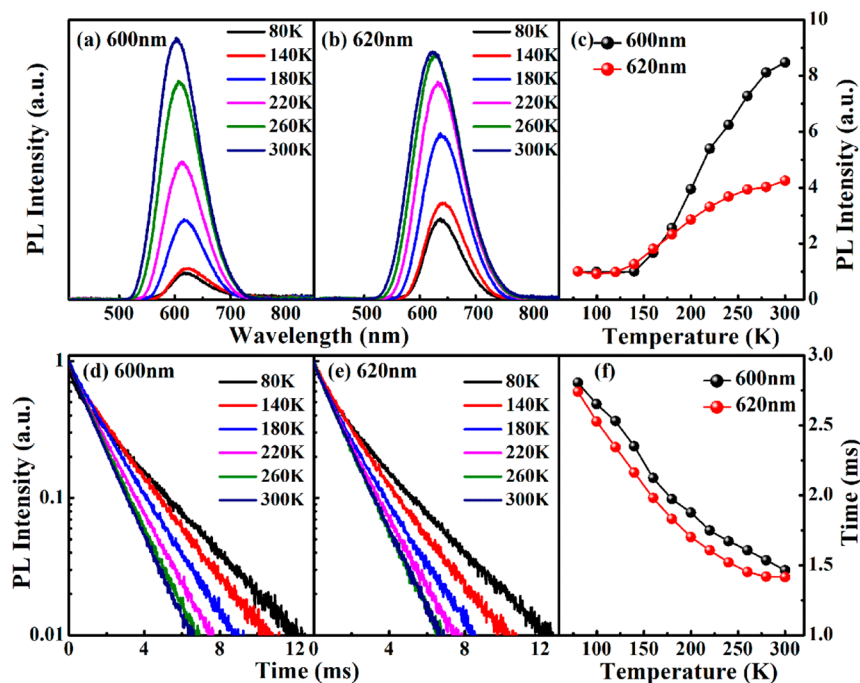 (a) 600nm
80K
140K
180K
220K
260K
300K
PL Intensity (a.u.)
500 600 700 800
Wavelength (nm)
(b) 620nm
80K
140K
180K
220K
260K
300K
500 600 700 800
(c)
600nm
620nm
10
8
6
4
2
0
PL Intensity (a.u.)
100 150 200 250 300
Temperature (K)
(d) 600nm
80K
140K
180K
220K
260K
300K
1
0.1
0.01
PL Intensity (a.u.)
0 4 8 12
Time (ms)
(e) 620nm
80K
140K
180K
220K
260K
300K
0 4 8 12
(f)
600nm
620nm
3.0
2.5
2.0
1.5
1.0
Time (ms)
100 150 200 250 300
Temperature (K)